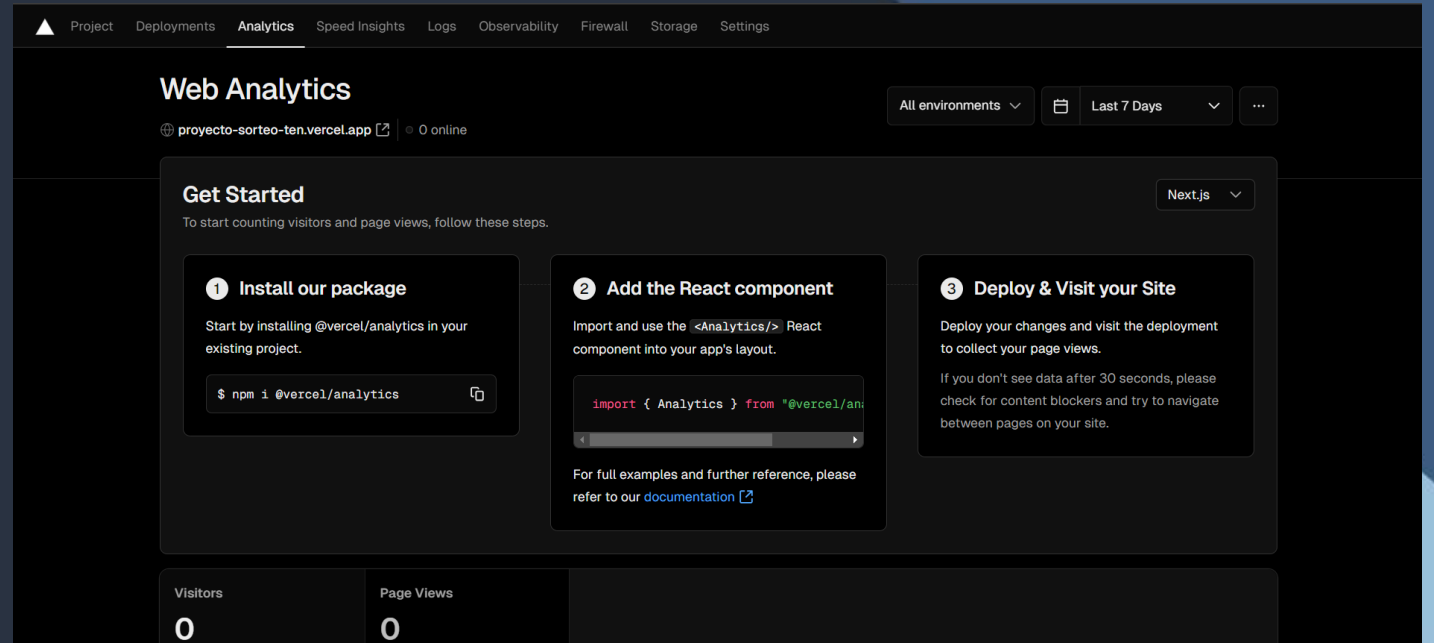 Project Deployments Analytics Speed Insights Logs Observability Firewall Storage Settings
Web Analytics
All environments
Last 7 Days
proyecto-sorteo-ten.vercel.app 0 online
Get Started
Next.js
To start counting visitors and page views, follow these steps.
1 Install our package
Start by installing @vercel/analytics in your
existing project.
$ npm i @vercel/analytics
2 Add the React component
Import and use the <Analytics/> React
component into your app's layout.
import { Analytics } from "@vercel/ana
For full examples and further reference, please
refer to our documentation
3 Deploy & Visit your Site
Deploy your changes and visit the deployment
to collect your page views.
If you don't see data after 30 seconds, please
check for content blockers and try to navigate
between pages on your site.
Visitors
0
Page Views
0